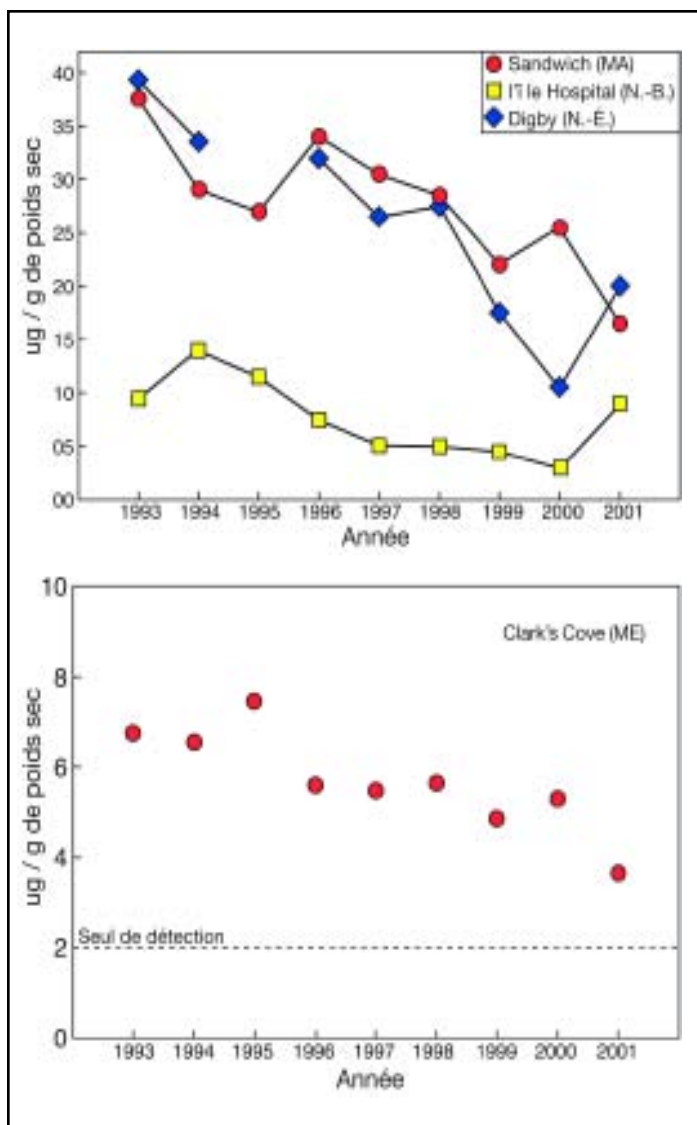 Sandwich (MA)
l'î le Hospital (N.-B.)
Digby (N.-É.)
ug / g de poids sec
40
35
30
25
20
15
10
05
00
1993 1994 1995 1996 1997 1998 1999 2000 2001
Année
Clark's Cove (ME)
ug / g de poids sec
10
8
6
4
Seuil de détection
2
0
1993 1994 1995 1996 1997 1998 1999 2000 2001
Année